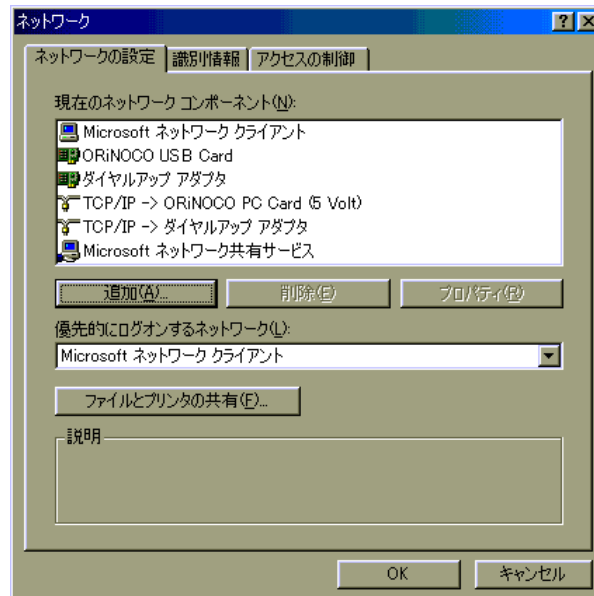 ネットワーク
ネットワークの設定 識別情報 アクセスの制御
現在のネットワーク コンポーネント(N):
Microsoft ネットワーク クライアント
ORiNOCO USB Card
ダイヤルアップ アダプタ
TCP/IP -> ORiNOCO PC Card (5 Volt)
TCP/IP -> ダイヤルアップ アダプタ
Microsoft ネットワーク共有サービス
追加(A)... 削除(E) プロパティ(R)
優先的にログオンするネットワーク(L):
Microsoft ネットワーク クライアント
ファイルとプリンタの共有(F)...
説明
OK キャンセル